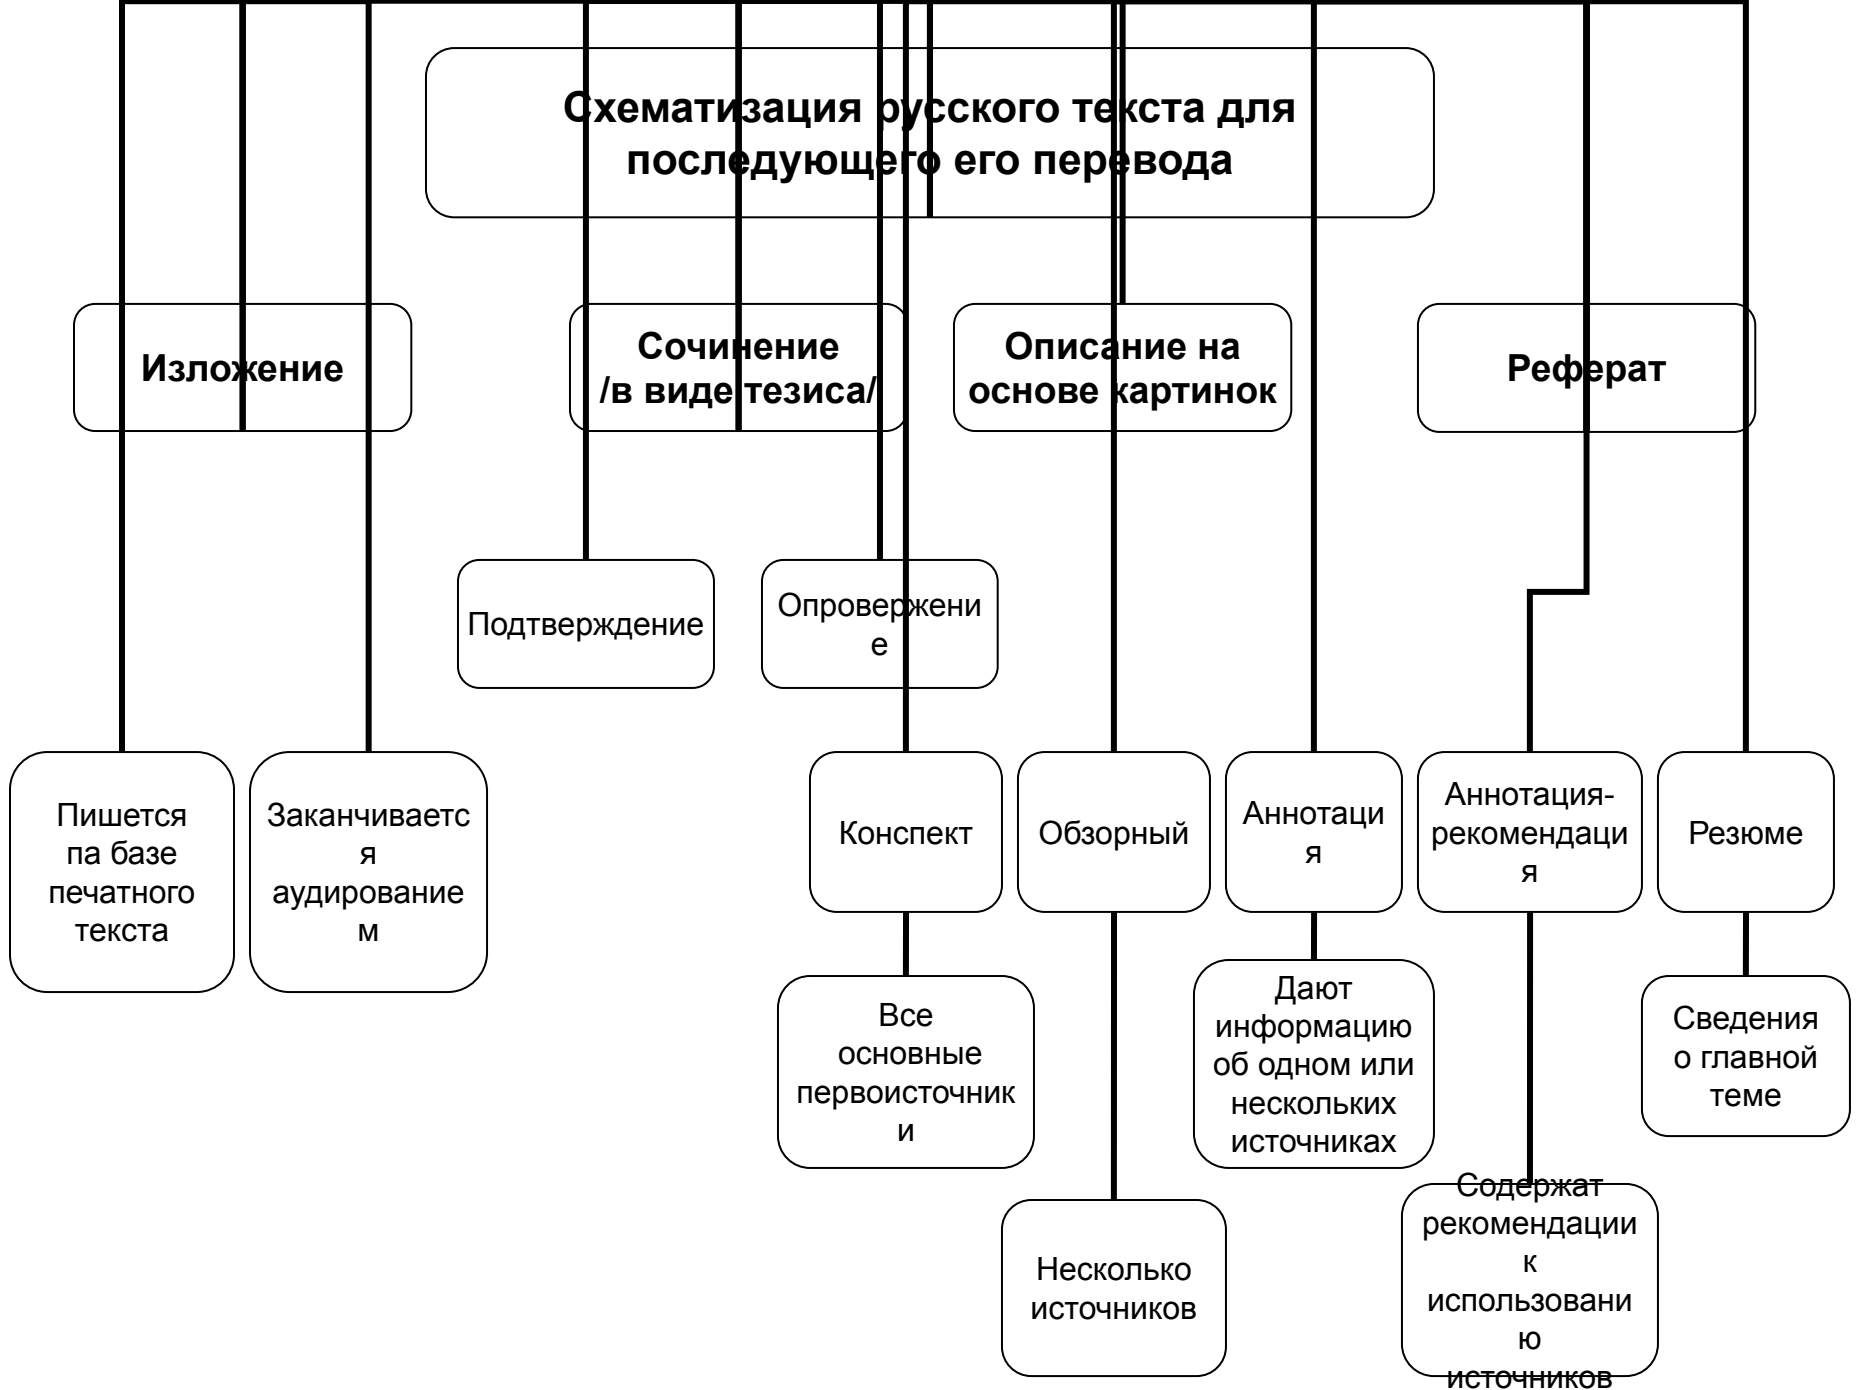 Схематизация русского текста для
последующего его перевода
Изложение
Сочинение
/в виде тезиса/
Описание на
основе картинок
Реферат
Подтверждение
Опровержени
е
Пишется
па базе
печатного
текста
Заканчиваетс
я
аудирование
м
Конспект
Обзорный
Аннотаци
я
Аннотация-
рекомендаци
я
Резюме
Все
основные
первоисточник
и
Несколько
источников
Дают
информацию
об одном или
нескольких
источниках
Содержат
рекомендации
к
использовани
ю
источников
Сведения
о главной
теме